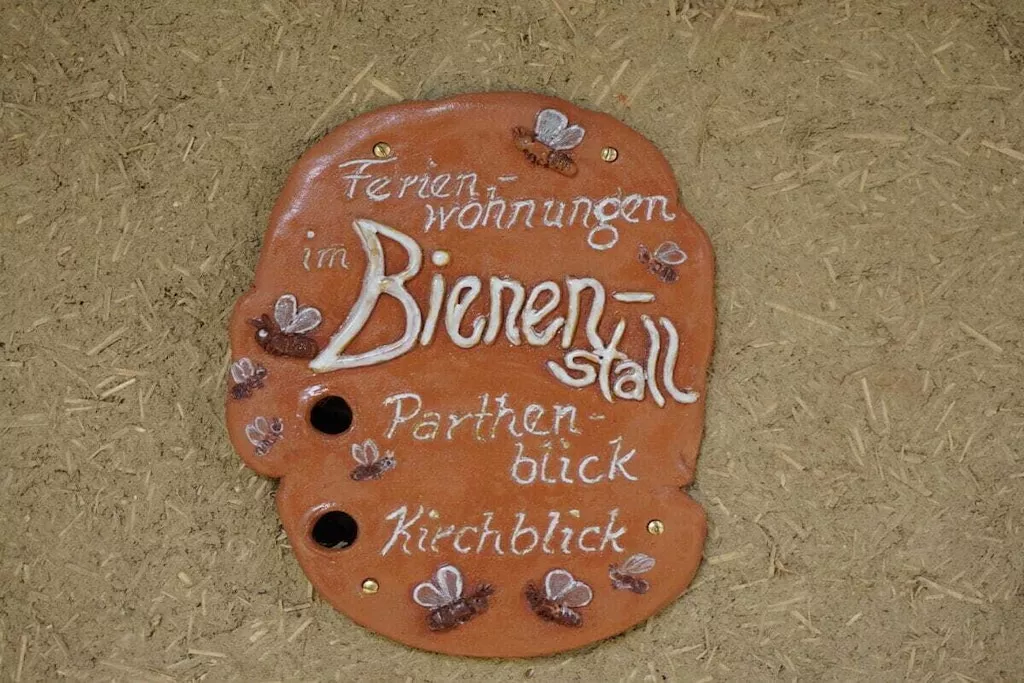 Ferien-
wohnungen
im Bienen-
stall
Parthen-
blick
Kirchblick